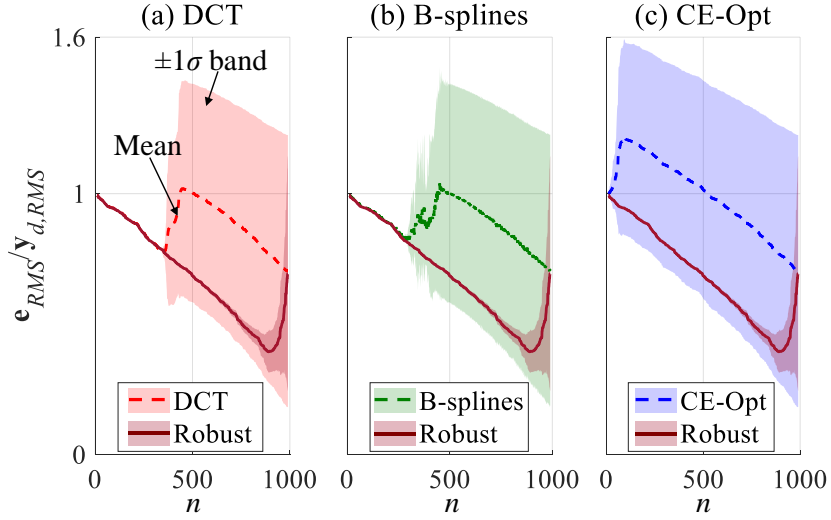 (a) DCT
(b) B-splines
(c) CE-Opt
e_RMS/y_d,RMS
1.6
1
0
±1σ band
Mean
DCT
Robust
B-splines
Robust
CE-Opt
Robust
0 500 1000
0 500 1000
0 500 1000
n
n
n